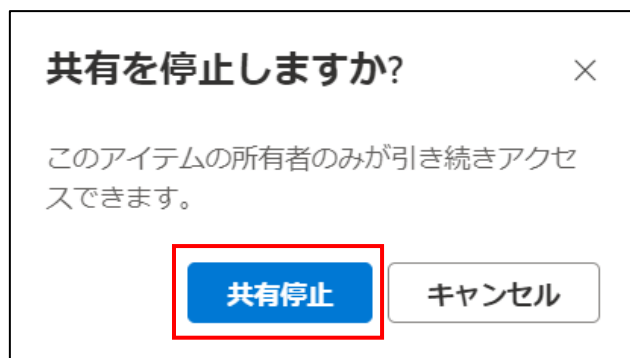 共有を停止しますか?
このアイテムの所有者のみが引き続きアクセ
スできます。
共有停止
キャンセル